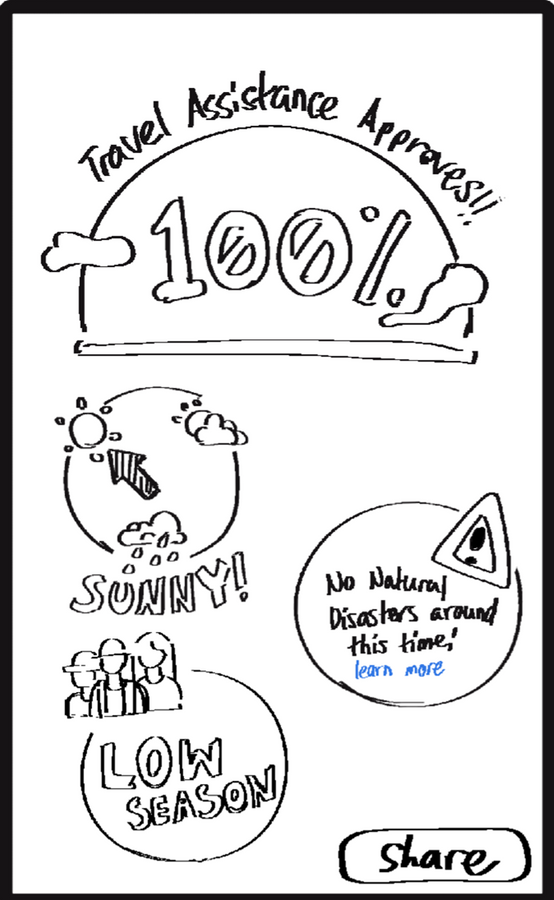 Travel Assistance Approves!!
100%
SUNNY!
No Natural
Disasters around
this time!
learn more
LOW
SEASON
share